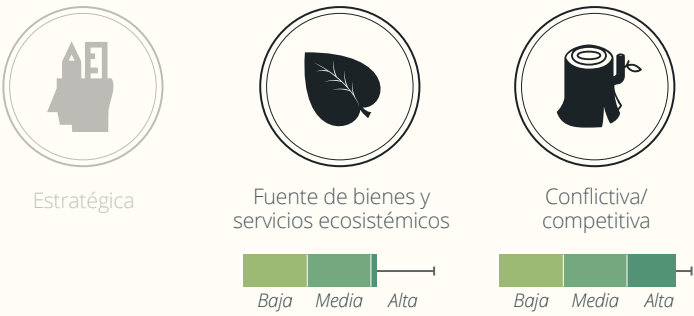 Estratégica
Fuente de bienes y
servicios ecosistémicos
Conflictiva/
competitiva
Baja Media Alta
Baja Media Alta